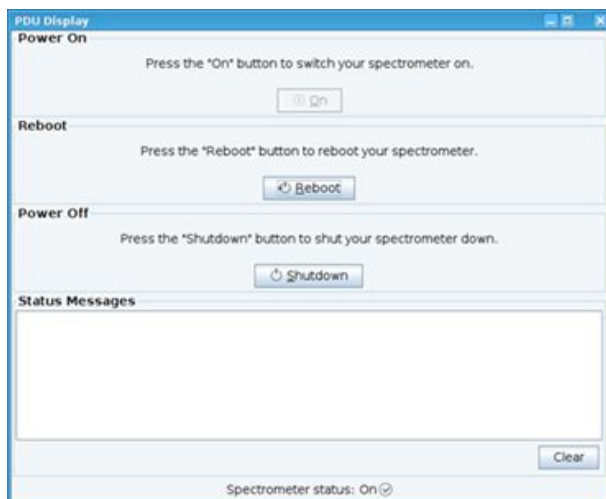 PDU Display
Power On
Press the "On" button to switch your spectrometer on.
On
Reboot
Press the "Reboot" button to reboot your spectrometer.
Reboot
Power Off
Press the "Shutdown" button to shut your spectrometer down.
Shutdown
Status Messages
Clear
Spectrometer status: On